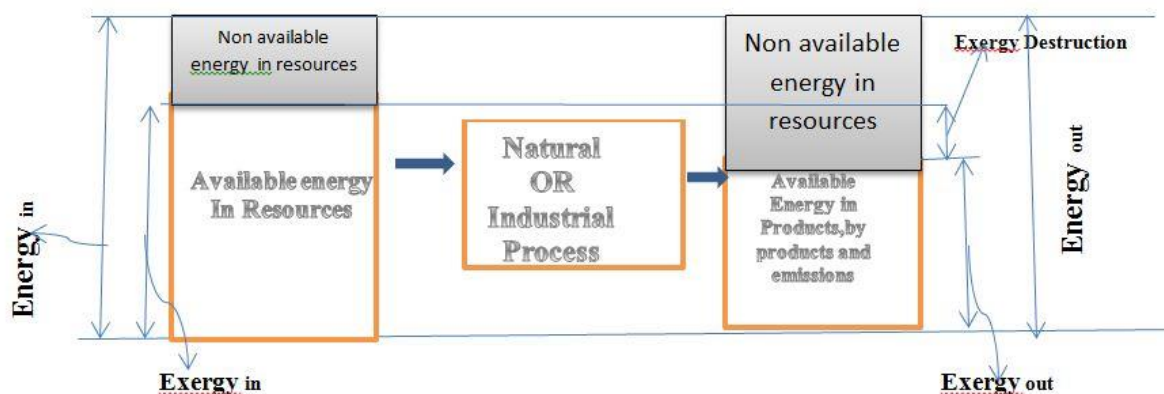 Non available
energy in resources
Available energy
In Resources
Energy in
Exergy in
Natural
OR
Industrial
Process
Non available
energy in
resources
Available
Energy in
Products,by
products and
emissions
Exergy Destruction
Energy out
Exergy out